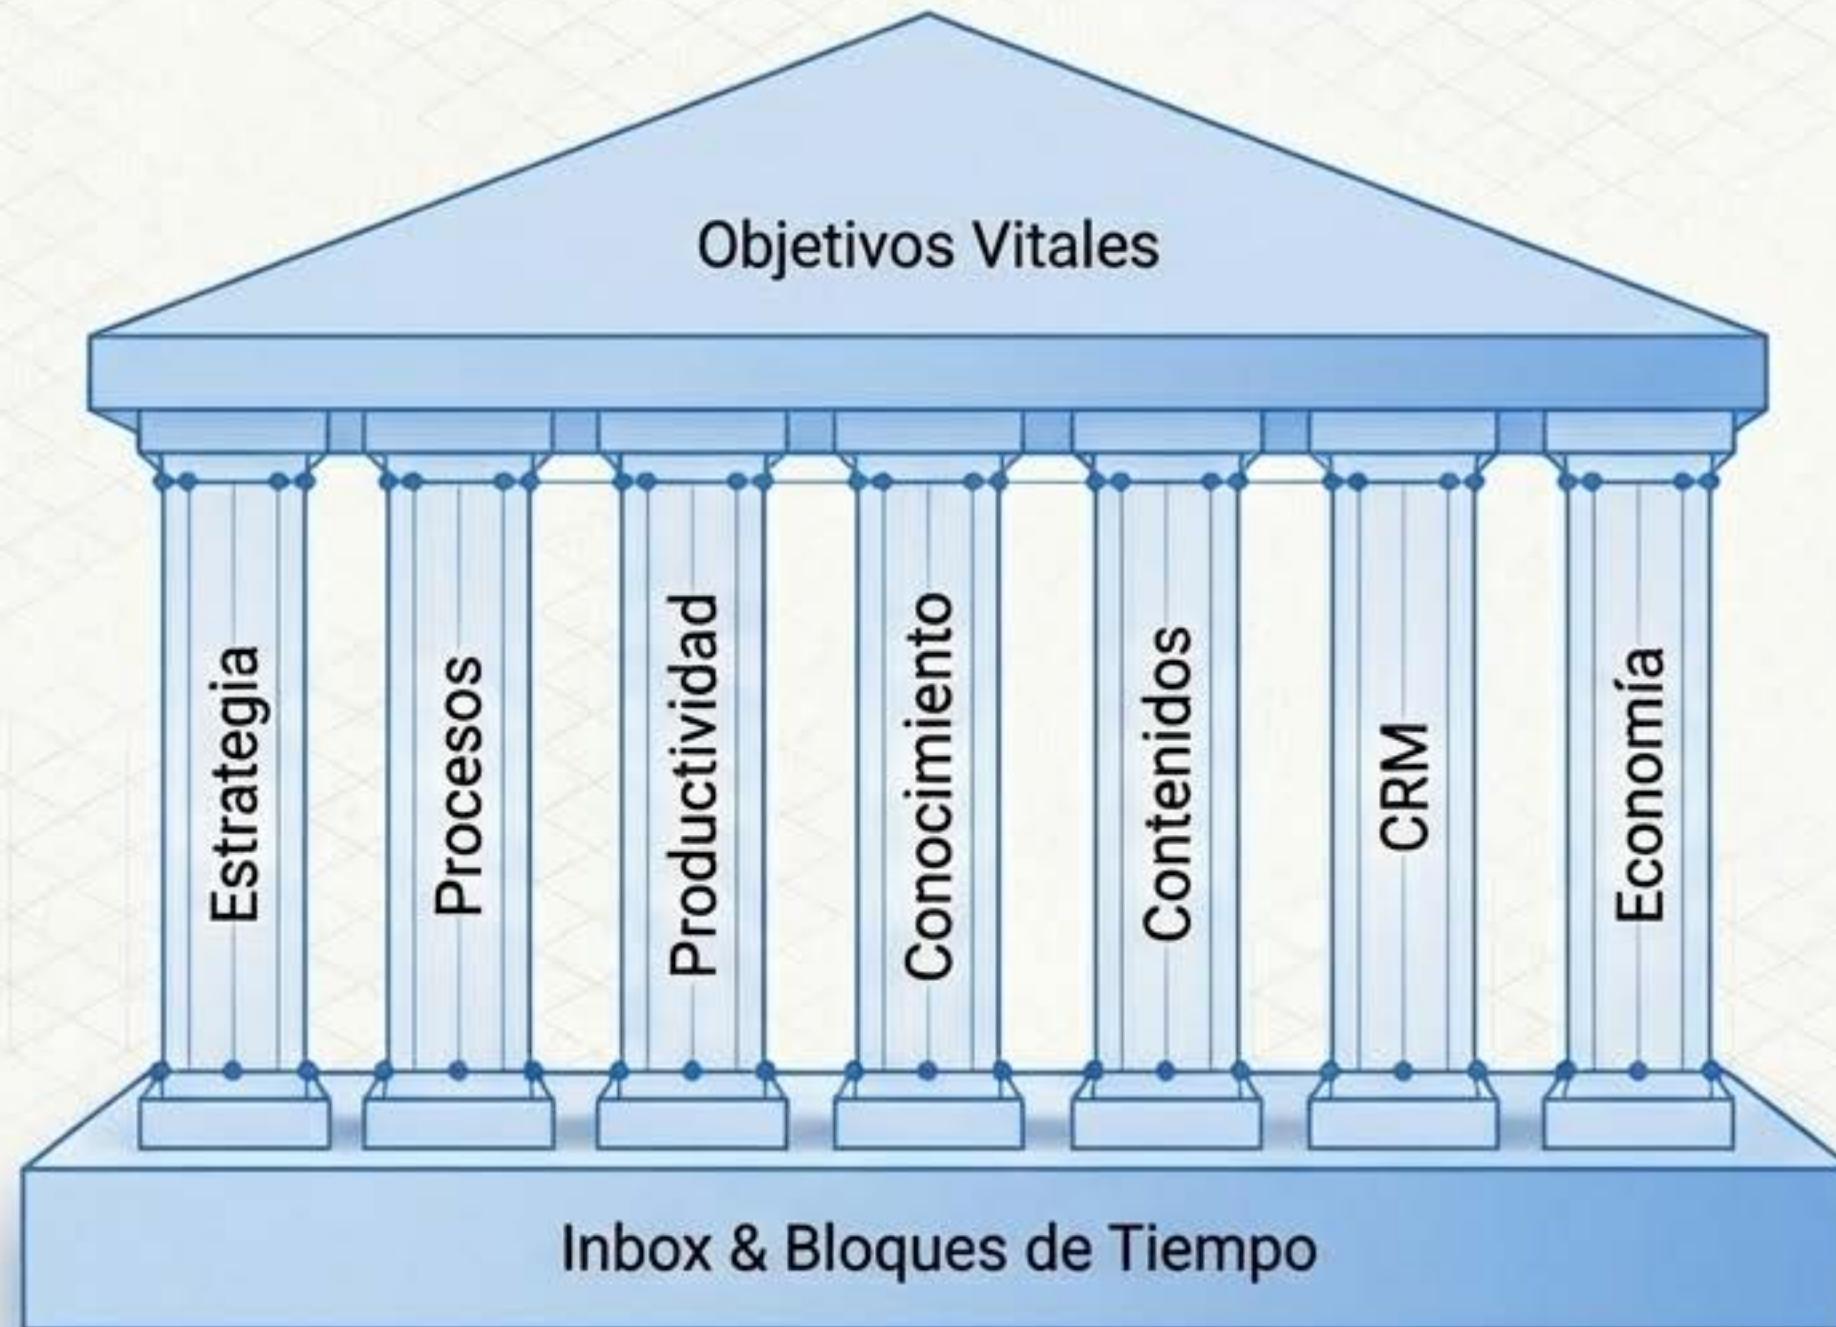 Objetivos Vitales
Estrategia
Procesos
Productividad
Conocimiento
Contenidos
CRM
Economía
Inbox & Bloques de Tiempo